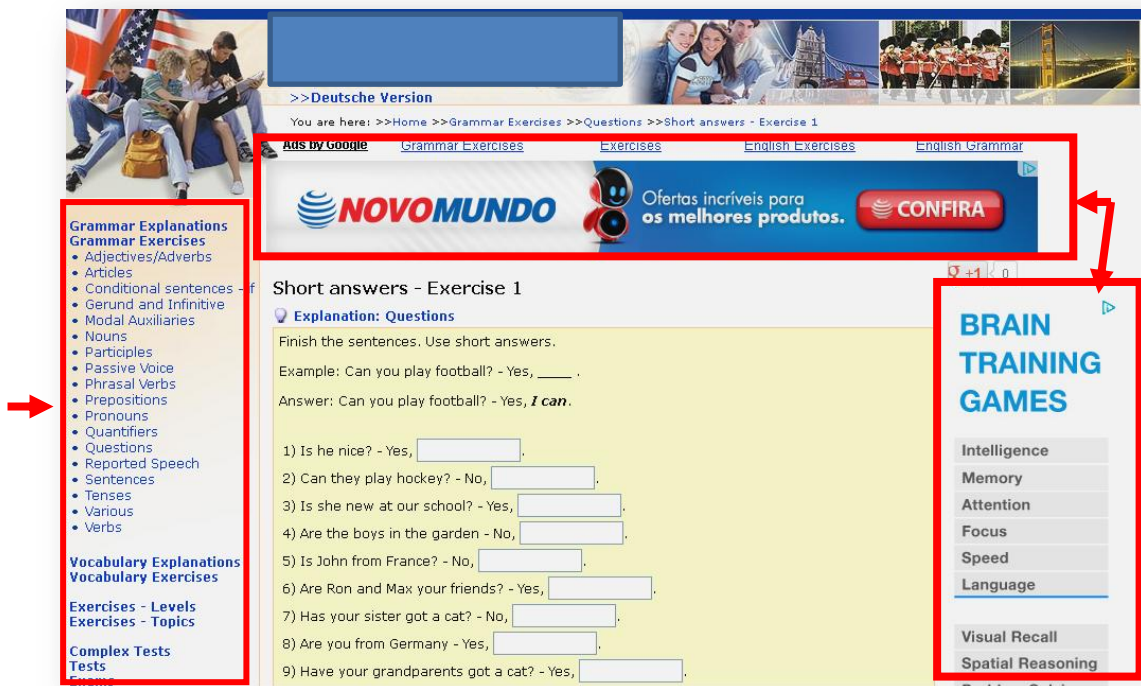 >>Deutsche Version
You are here: >>Home >>Grammar Exercises >>Questions >>Short answers - Exercise 1
Ads by Google Grammar Exercises Exercises English Exercises English Grammar
NOVOMUNDO
Ofertas incríveis para
os melhores produtos.
CONFIRA
Grammar Explanations
Grammar Exercises
• Adjectives/Adverbs
• Articles
• Conditional sentences - f
• Gerund and Infinitive
• Modal Auxiliaries
• Nouns
• Participles
• Passive Voice
• Phrasal Verbs
• Prepositions
• Pronouns
• Quantifiers
• Questions
• Reported Speech
• Sentences
• Tenses
• Various
• Verbs
Vocabulary Explanations
Vocabulary Exercises
Exercises - Levels
Exercises - Topics
Complex Tests
Tests
+1 0
Short answers - Exercise 1
Explanation: Questions
Finish the sentences. Use short answers.
Example: Can you play football? - Yes, ____ .
Answer: Can you play football? - Yes, I can.
1) Is he nice? - Yes, .
2) Can they play hockey? - No, .
3) Is she new at our school? - Yes, .
4) Are the boys in the garden - No, .
5) Is John from France? - No, .
6) Are Ron and Max your friends? - Yes, .
7) Has your sister got a cat? - No, .
8) Are you from Germany - Yes, .
9) Have your grandparents got a cat? - Yes, .
BRAIN
TRAINING
GAMES
Intelligence
Memory
Attention
Focus
Speed
Language
Visual Recall
Spatial Reasoning